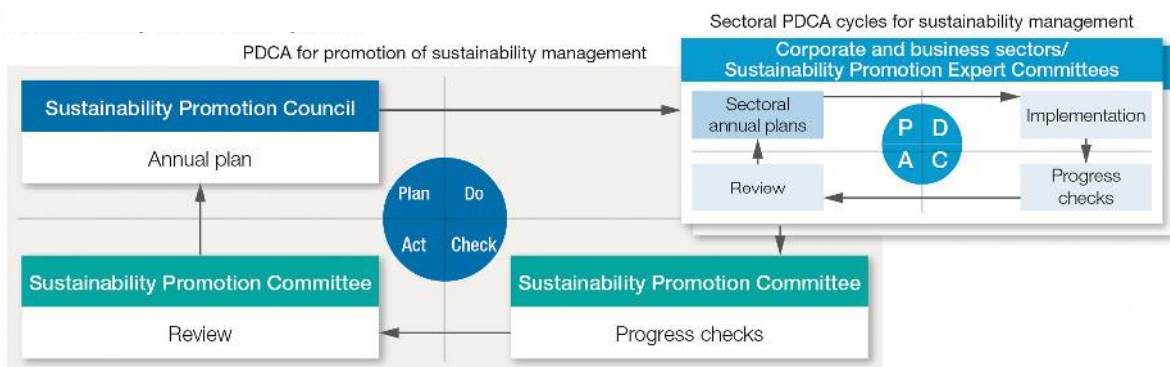 Sectoral PDCA cycles for sustainability management
PDCA for promotion of sustainability management
Corporate and business sectors/
Sustainability Promotion Expert Committees
Sustainability Promotion Council
Annual plan
Sectoral
annual plans
P D
A C
Implementation
Review
Progress
checks
Plan Do
Act Check
Sustainability Promotion Committee
Review
Sustainability Promotion Committee
Progress checks